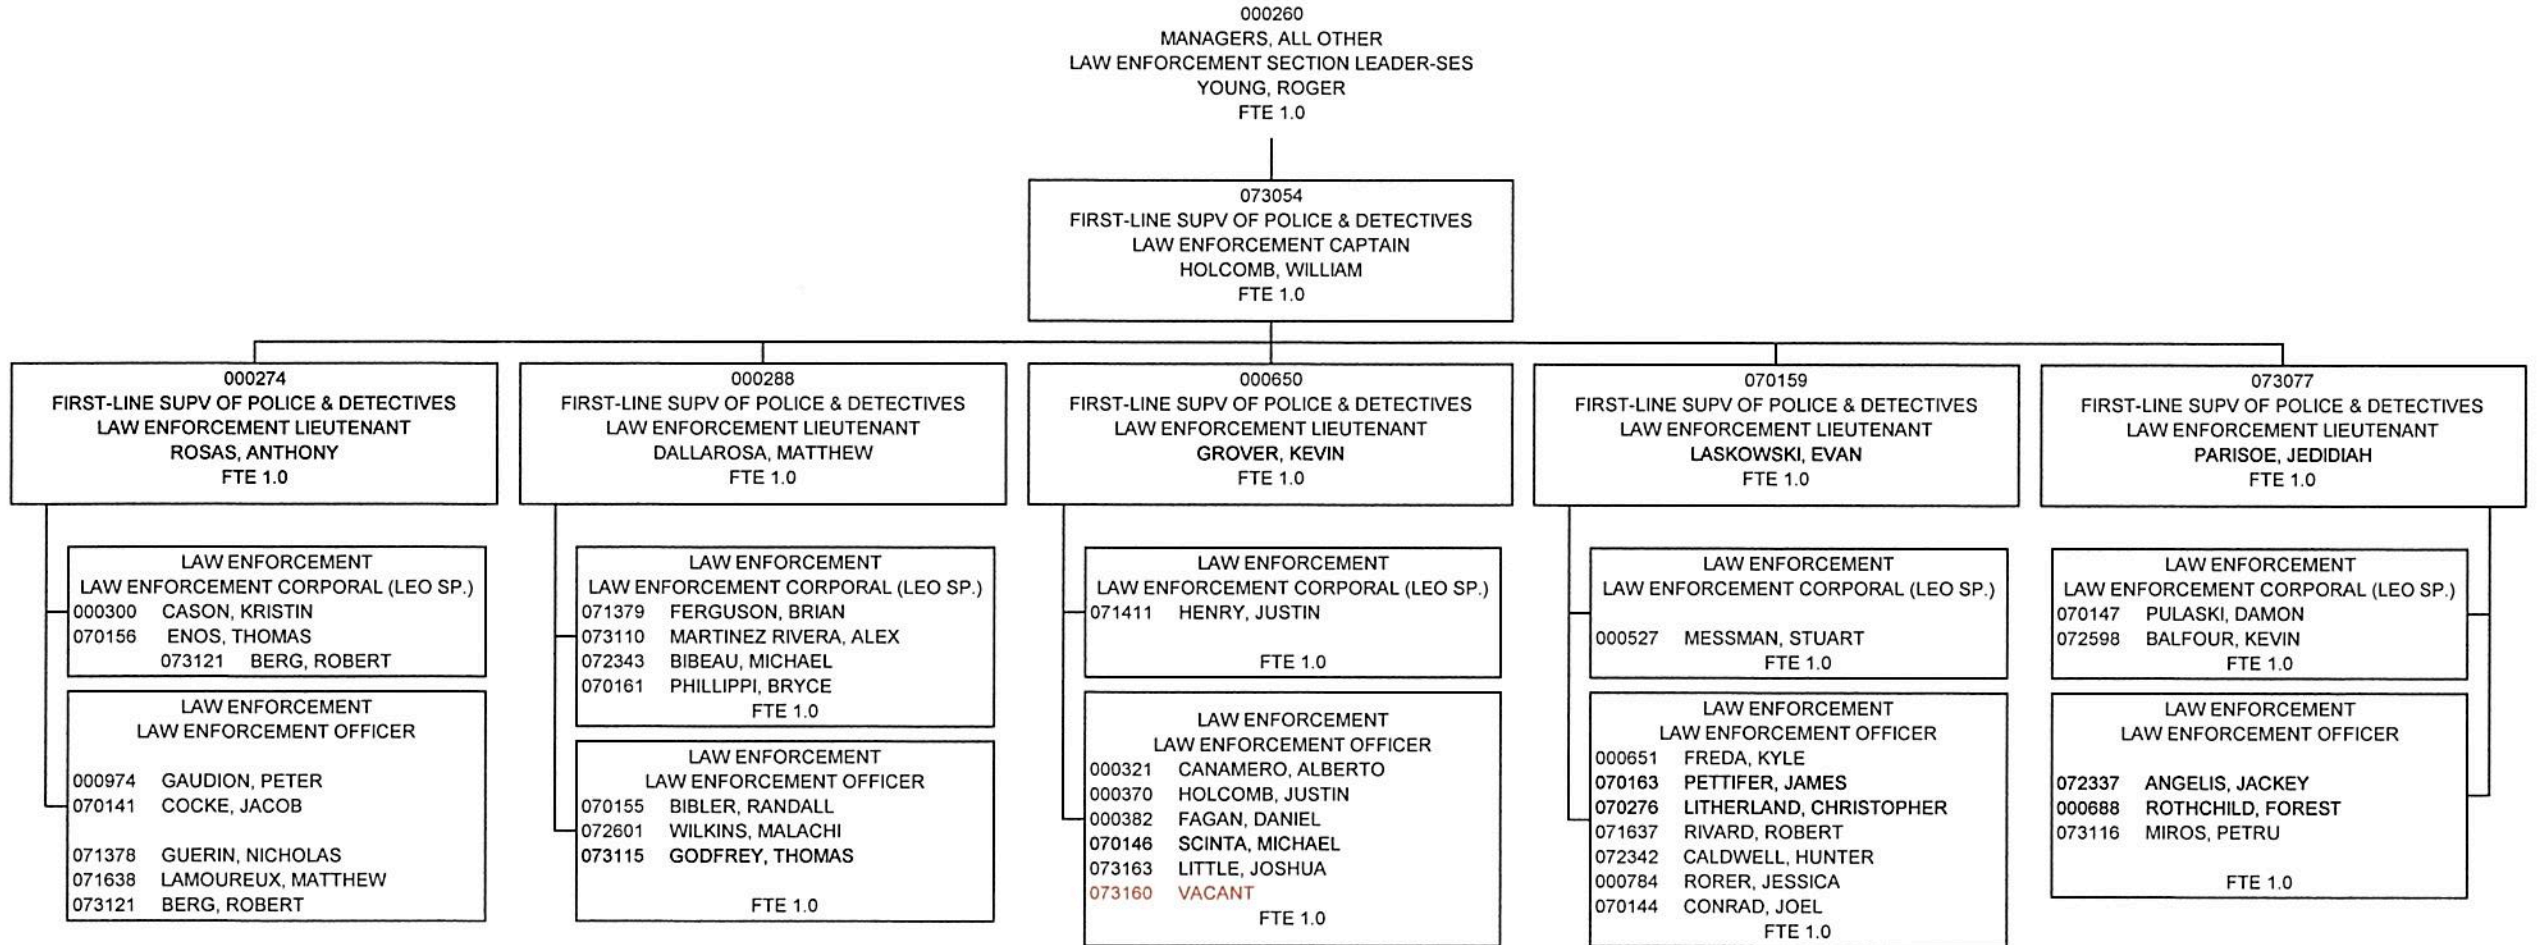 000260
MANAGERS, ALL OTHER
LAW ENFORCEMENT SECTION LEADER-SES
YOUNG, ROGER
FTE 1.0
073054
FIRST-LINE SUPV OF POLICE & DETECTIVES
LAW ENFORCEMENT CAPTAIN
HOLCOMB, WILLIAM
FTE 1.0
000274
FIRST-LINE SUPV OF POLICE & DETECTIVES
LAW ENFORCEMENT LIEUTENANT
ROSAS, ANTHONY
FTE 1.0
LAW ENFORCEMENT
LAW ENFORCEMENT CORPORAL (LEO SP.)
000300 CASON, KRISTIN
070156 ENOS, THOMAS
073121 BERG, ROBERT
LAW ENFORCEMENT
LAW ENFORCEMENT OFFICER
000974 GAUDION, PETER
070141 COCKE, JACOB
071378 GUERIN, NICHOLAS
071638 LAMOUREUX, MATTHEW
073121 BERG, ROBERT
000288
FIRST-LINE SUPV OF POLICE & DETECTIVES
LAW ENFORCEMENT LIEUTENANT
DALLAROSA, MATTHEW
FTE 1.0
LAW ENFORCEMENT
LAW ENFORCEMENT CORPORAL (LEO SP.)
071379 FERGUSON, BRIAN
073110 MARTINEZ RIVERA, ALEX
072343 BIBEAU, MICHAEL
070161 PHILLIPPI, BRYCE
FTE 1.0
LAW ENFORCEMENT
LAW ENFORCEMENT OFFICER
070155 BIBLER, RANDALL
072601 WILKINS, MALACHI
073115 GODFREY, THOMAS
FTE 1.0
000650
FIRST-LINE SUPV OF POLICE & DETECTIVES
LAW ENFORCEMENT LIEUTENANT
GROVER, KEVIN
FTE 1.0
LAW ENFORCEMENT
LAW ENFORCEMENT CORPORAL (LEO SP.)
071411 HENRY, JUSTIN
FTE 1.0
LAW ENFORCEMENT
LAW ENFORCEMENT OFFICER
000321 CANAMERO, ALBERTO
000370 HOLCOMB, JUSTIN
000382 FAGAN, DANIEL
070146 SCINTA, MICHAEL
073163 LITTLE, JOSHUA
073160 VACANT
FTE 1.0
070159
FIRST-LINE SUPV OF POLICE & DETECTIVES
LAW ENFORCEMENT LIEUTENANT
LASKOWSKI, EVAN
FTE 1.0
LAW ENFORCEMENT
LAW ENFORCEMENT CORPORAL (LEO SP.)
000527 MESSMAN, STUART
FTE 1.0
LAW ENFORCEMENT
LAW ENFORCEMENT OFFICER
000651 FREDA, KYLE
070163 PETTIFER, JAMES
070276 LITHERLAND, CHRISTOPHER
071637 RIVARD, ROBERT
072342 CALDWELL, HUNTER
000784 RORER, JESSICA
070144 CONRAD, JOEL
FTE 1.0
073077
FIRST-LINE SUPV OF POLICE & DETECTIVES
LAW ENFORCEMENT LIEUTENANT
PARISOE, JEDIDIAH
FTE 1.0
LAW ENFORCEMENT
LAW ENFORCEMENT CORPORAL (LEO SP.)
070147 PULASKI, DAMON
072598 BALFOUR, KEVIN
FTE 1.0
LAW ENFORCEMENT
LAW ENFORCEMENT OFFICER
072337 ANGELIS, JACKEY
000688 ROTHCHILD, FOREST
073116 MIROS, PETRU
FTE 1.0